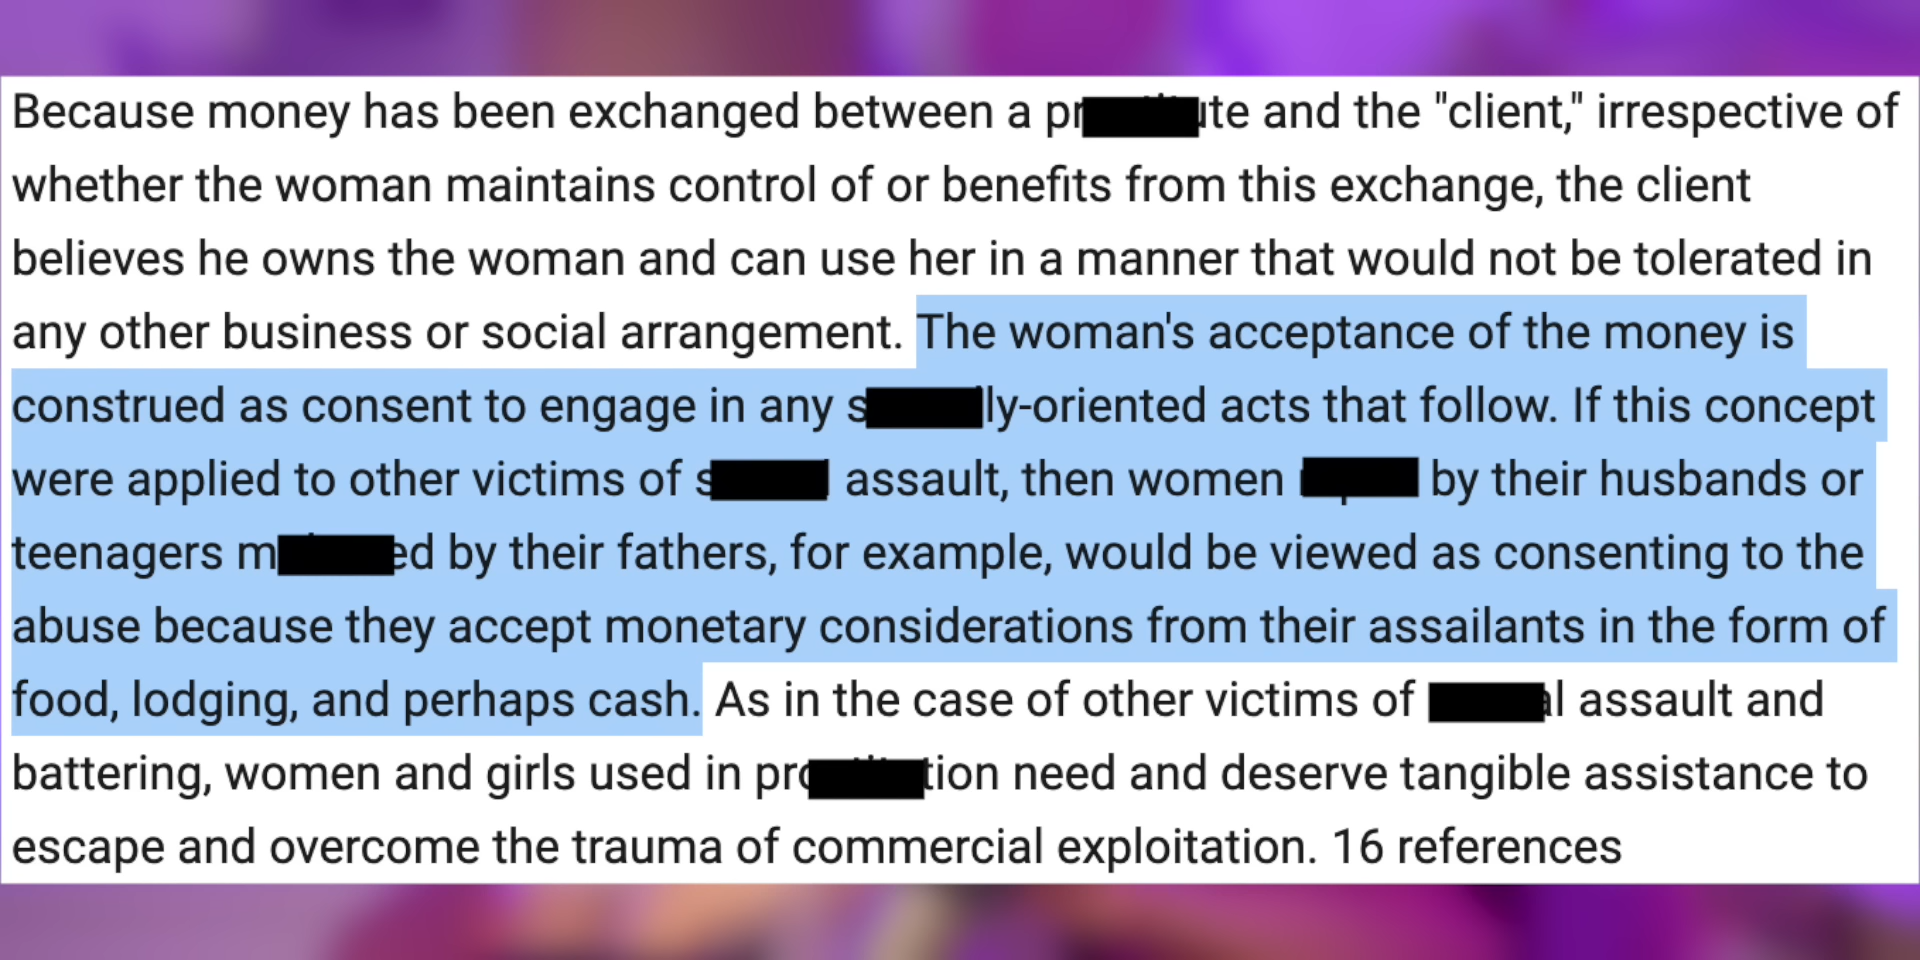 Because money has been exchanged between a and the "client," irrespective of
whether the woman maintains control of or benefits from this exchange, the client
believes he owns the woman and can use her in a manner that would not be tolerated in
any other business or social arrangement. The woman's acceptance of the money is
construed as consent to engage in any ly-oriented acts that follow. If this concept
were applied to other victims of assault, then women by their husbands or
teenagers by their fathers, for example, would be viewed as consenting to the
abuse because they accept monetary considerations from their assailants in the form of
food, lodging, and perhaps cash. As in the case of other victims of assault and
battering, women and girls used in need and deserve tangible assistance to
escape and overcome the trauma of commercial exploitation. 16 references